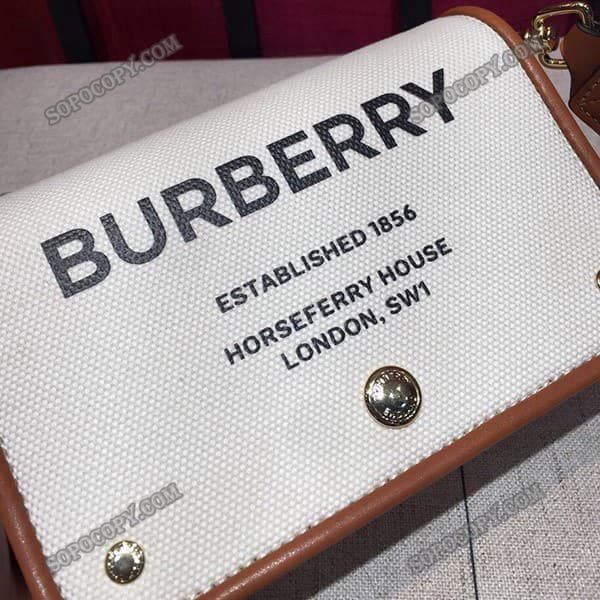 SOPOCOPY.COM
SOPOCOPY.COM
BURBERRY
ESTABLISHED 1856
HORSEFERRY HOUSE
LONDON, SW1
SOPOCOPY.COM
SOPOCOPY.COM